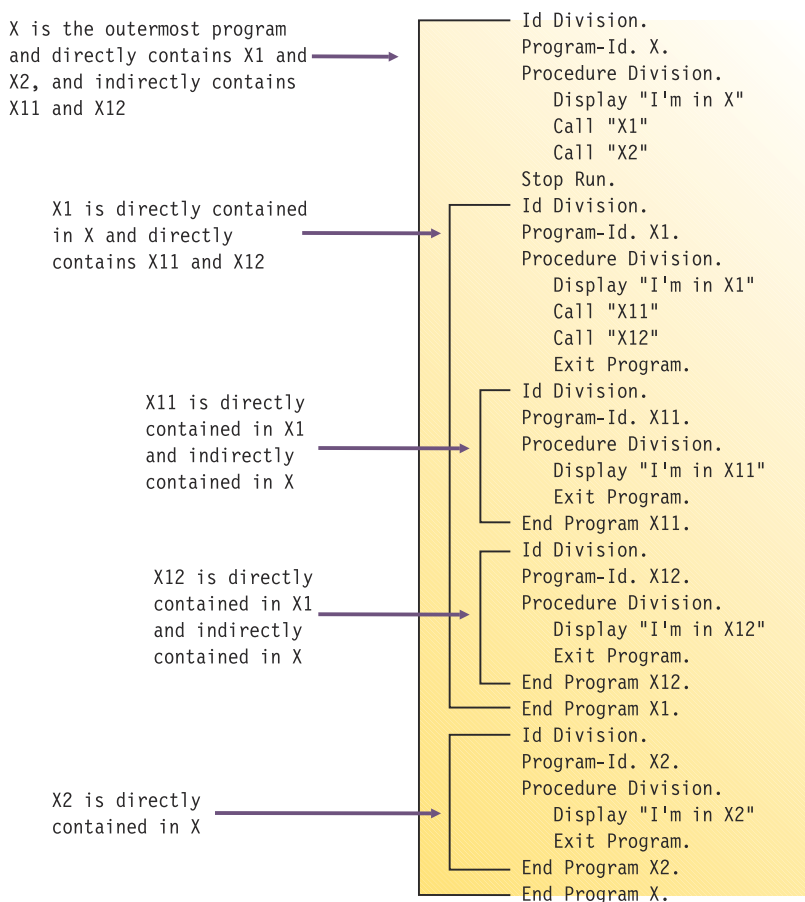 X is the outermost program
and directly contains X1 and
X2, and indirectly contains
X11 and X12
X1 is directly contained
in X and directly
contains X11 and X12
X11 is directly
contained in X1
and indirectly
contained in X
X12 is directly
contained in X1
and indirectly
contained in X
X2 is directly
contained in X
Id Division.
Program-Id. X.
Procedure Division.
Display "I'm in X"
Call "X1"
Call "X2"
Stop Run.
Id Division.
Program-Id. X1.
Procedure Division.
Display "I'm in X1"
Call "X11"
Call "X12"
Exit Program.
Id Division.
Program-Id. X11.
Procedure Division.
Display "I'm in X11"
Exit Program.
End Program X11.
Id Division.
Program-Id. X12.
Procedure Division.
Display "I'm in X12"
Exit Program.
End Program X12.
End Program X1.
Id Division.
Program-Id. X2.
Procedure Division.
Display "I'm in X2"
Exit Program.
End Program X2.
End Program X.